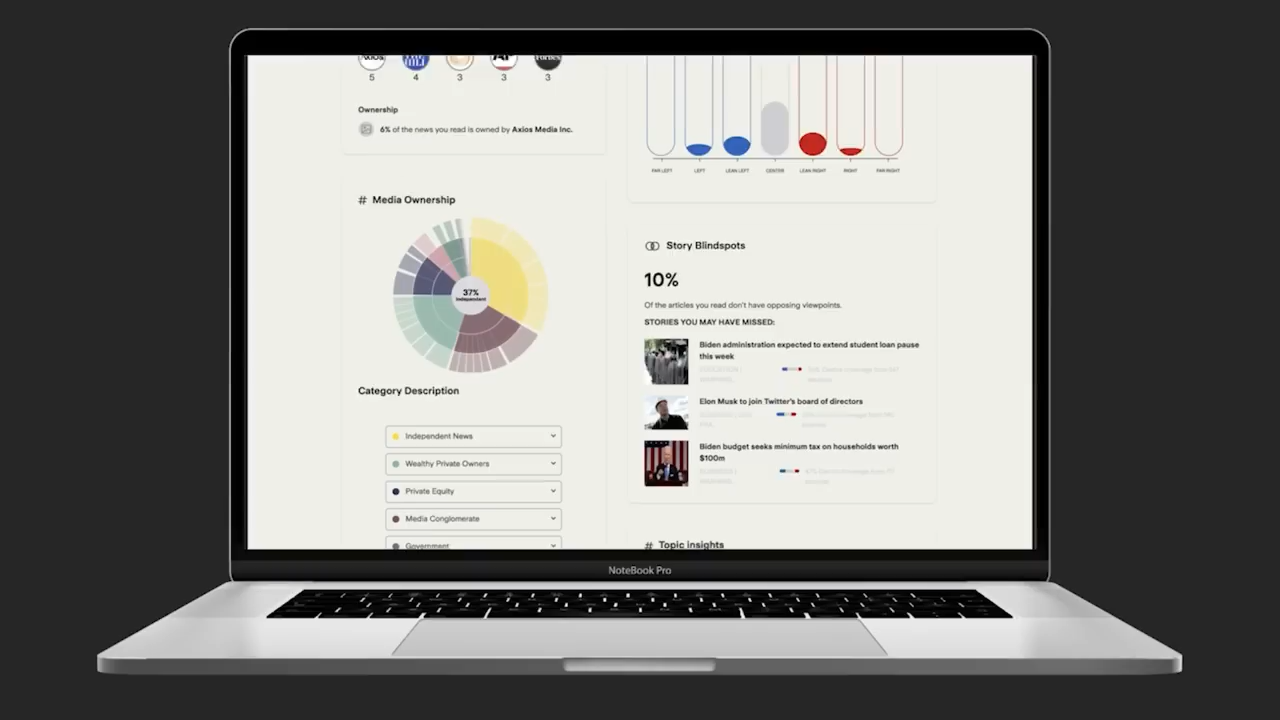 AXIOS
AP
Forbes
5
4
3
3
3
Ownership
6% of the news you read is owned by Axios Media Inc.
# Media Ownership
37%
Independent
Category Description
Independent News
Wealthy Private Owners
Private Equity
Media Conglomerate
Government
FAR LEFT
LEFT
LEAN LEFT
CENTER
LEAN RIGHT
RIGHT
FAR RIGHT
Story Blindspots
10%
Of the articles you read don't have opposing viewpoints.
STORIES YOU MAY HAVE MISSED:
Biden administration expected to extend student loan pause
this week
Elon Musk to join Twitter's board of directors
Biden budget seeks minimum tax on households worth
$100m
# Topic insights
NoteBook Pro